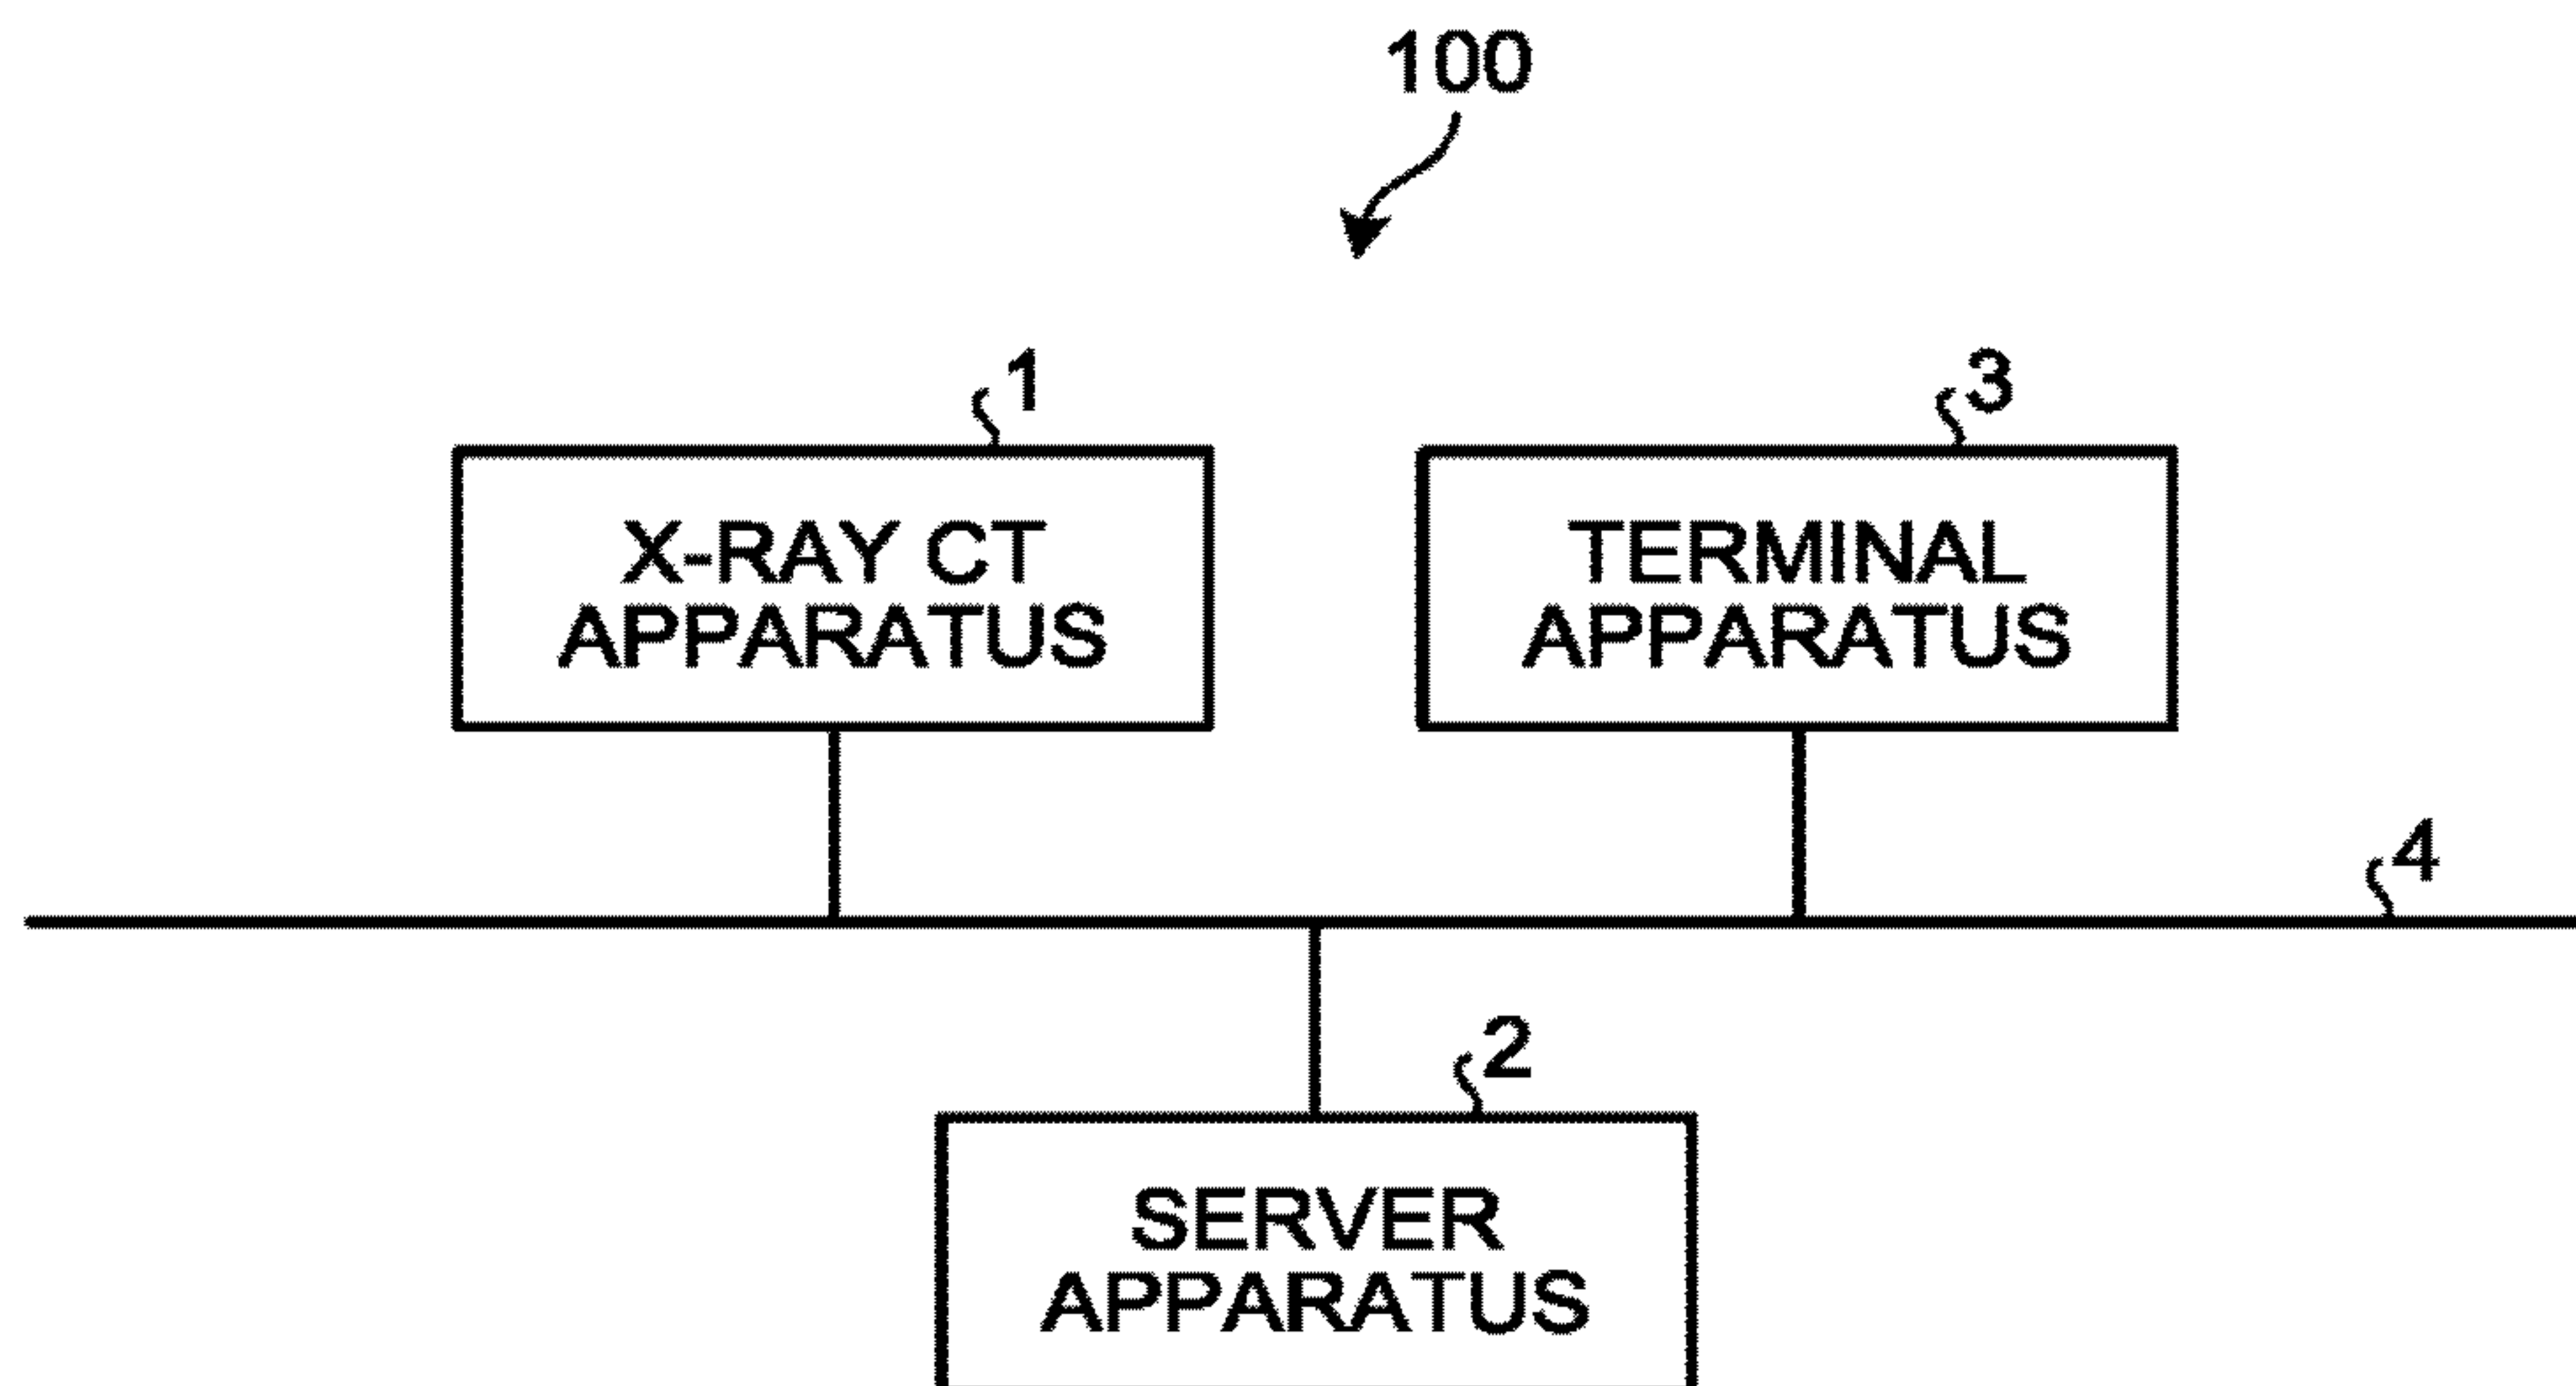 100
1
3
X-RAY CT
APPARATUS
TERMINAL
APPARATUS
4
2
SERVER
APPARATUS